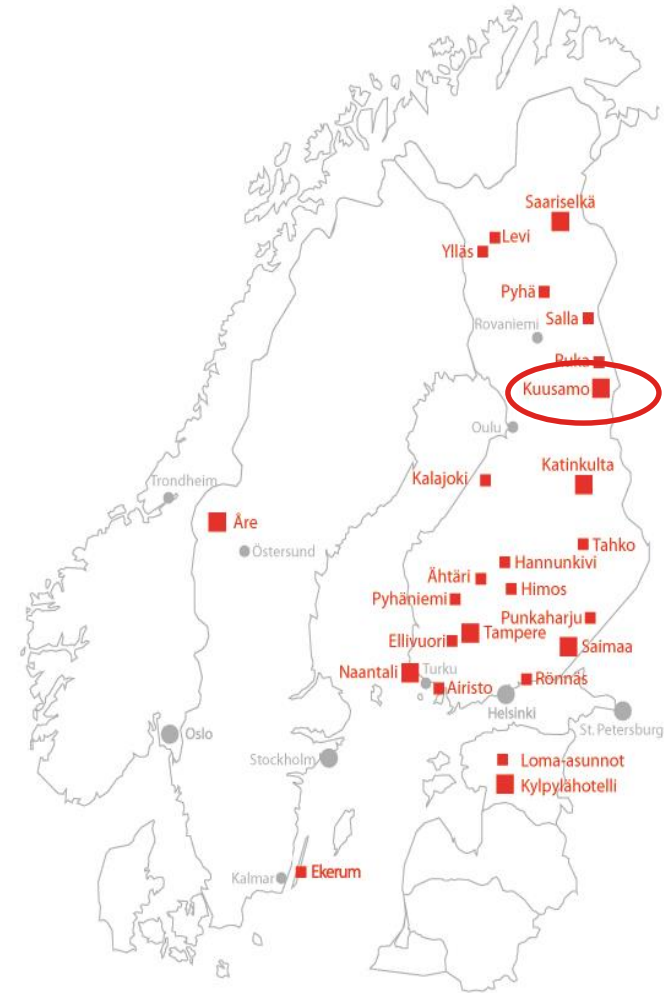 Saariselkä
Levi
Ylläs
Pyhä
Salla
Rovaniemi
Ruka
Kuusamo
Oulu
Katinkulta
Kalajoki
Trondheim
Åre
Östersund
Tahko
Hannunkivi
Ähtäri
Himos
Pyhäniemi
Punkaharju
Tampere
Ellivuori
Saimaa
Naantali
Turku
Rönnäs
Airisto
Helsinki
St. Petersburg
Oslo
Stockholm
Loma-asunnot
Kylpylähotelli
Kalmar
Ekerum